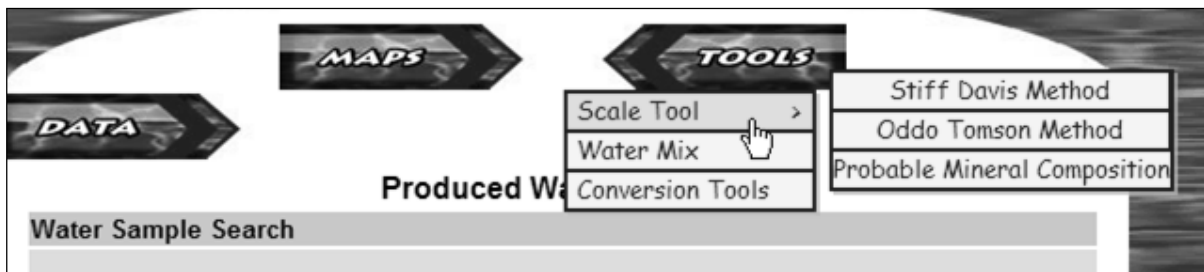 MAPS
TOOLS
DATA
Scale Tool >
Water Mix
Conversion Tools
Stiff Davis Method
Oddo Tomson Method
Probable Mineral Composition
Produced
Water Sample Search